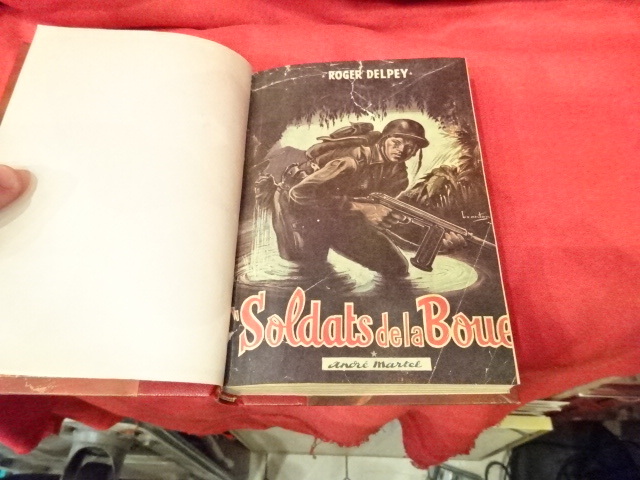 · ROGER DELPEY ·
Soldats de la Boue
André Martel